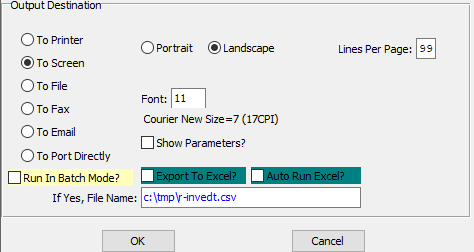 Output Destination
To Printer
Portrait Landscape Lines Per Page: 99
To Screen
To File
Font: 11
To Fax
Courier New Size=7 (17CPI)
To Email
Show Parameters?
To Port Directly
Run In Batch Mode? Export To Excel? Auto Run Excel?
If Yes, File Name: c:\tmp\r-invedt.csv
OK Cancel